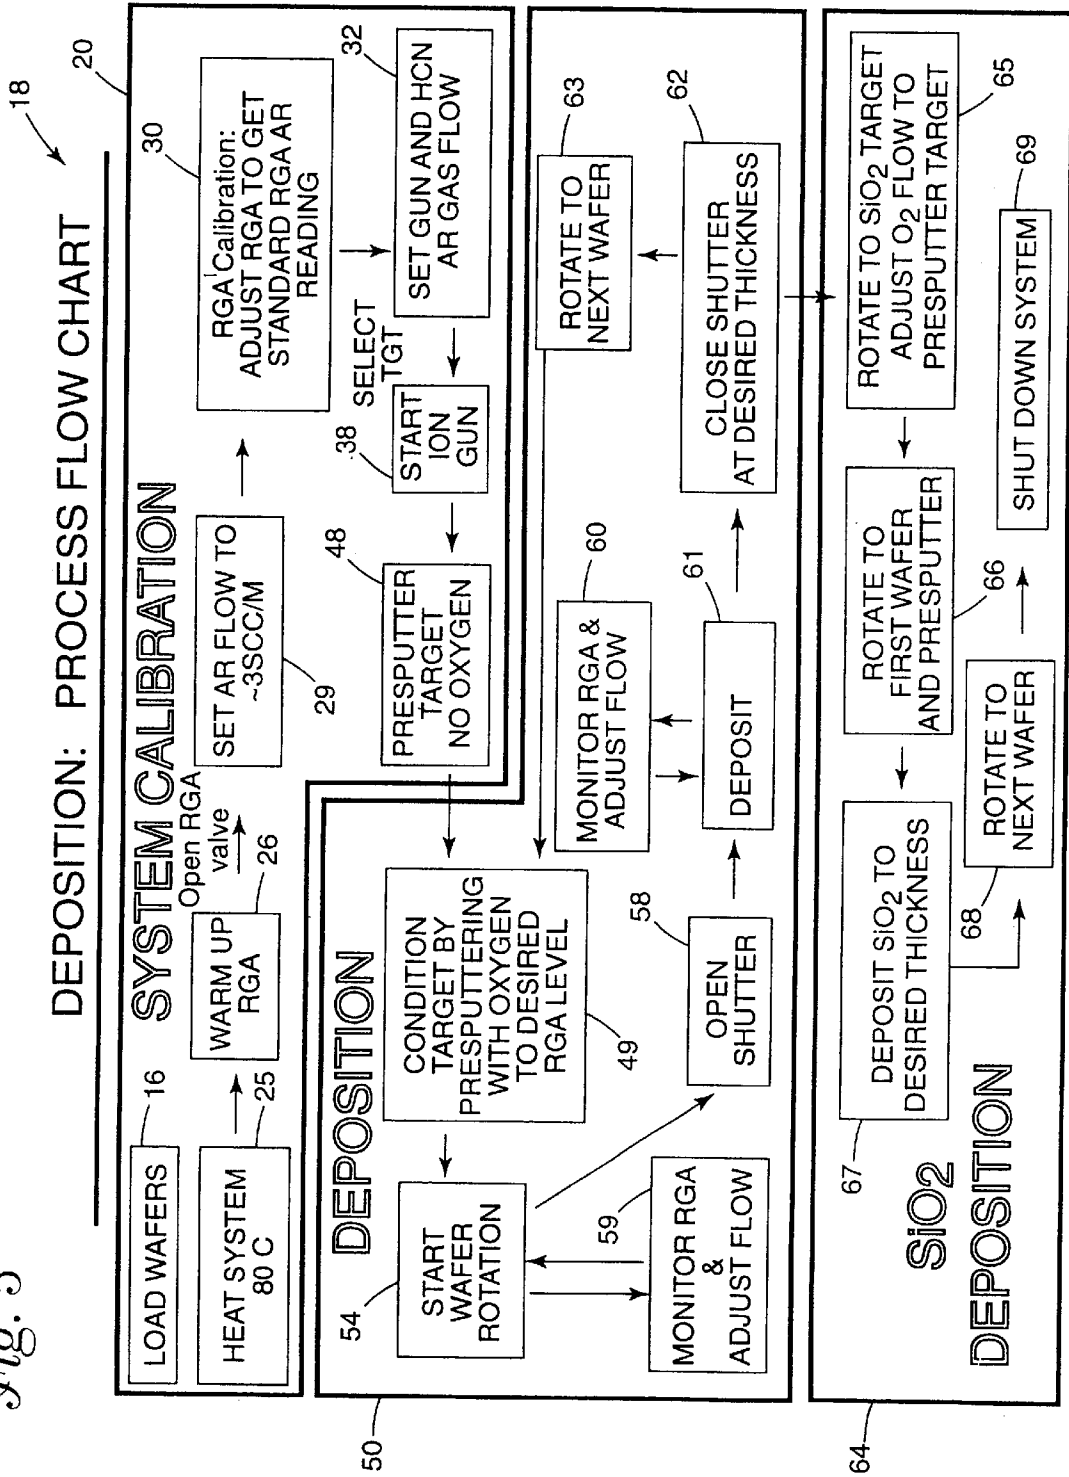 Fig. 5
DEPOSITION: PROCESS FLOW CHART
18
20
SYSTEM CALIBRATION
LOAD WAFERS
16
HEAT SYSTEM
80 C
25
WARM UP
RGA
26
Open RGA
valve
SET AR FLOW TO
~3SCC/M
29
RGA Calibration:
ADJUST RGA TO GET
STANDARD RGA AR
READING
30
SET GUN AND HCN
AR GAS FLOW
32
SELECT
TGT
START
ION
GUN
38
PRESPUTTER
TARGET
NO OXYGEN
48
DEPOSITION
50
CONDITION
TARGET BY
PRESPUTTERING
WITH OXYGEN
TO DESIRED
RGA LEVEL
49
START
WAFER
ROTATION
54
MONITOR RGA
&
ADJUST FLOW
59
OPEN
SHUTTER
58
DEPOSIT
61
MONITOR RGA &
ADJUST FLOW
60
CLOSE SHUTTER
AT DESIRED THICKNESS
62
ROTATE TO
NEXT WAFER
63
SiO2
DEPOSITION
64
ROTATE TO SiO2 TARGET
ADJUST O2 FLOW TO
PRESPUTTER TARGET
65
ROTATE TO
FIRST WAFER
AND PRESPUTTER
66
DEPOSIT SiO2 TO
DESIRED THICKNESS
67
ROTATE TO
NEXT WAFER
68
SHUT DOWN SYSTEM
69